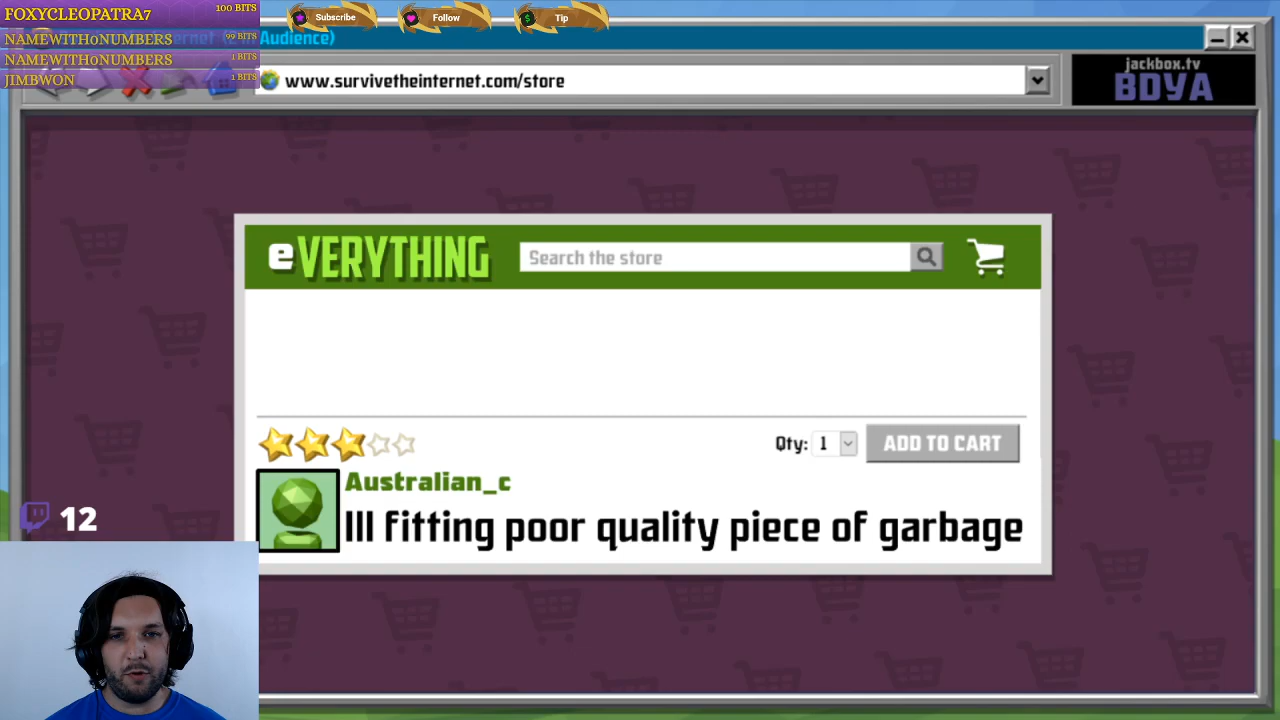 FOXYCLEOPATRA7 100 BITS
NAMEWITH0NUMBERS 99 BITS
NAMEWITH0NUMBERS 1 BITS
JIMBWON 1 BITS
Subscribe
Follow
Tip
Audience)
www.survivetheinternet.com/store
jackbox.tv
BDYA
eVERYTHING
Search the store
Qty: 1
ADD TO CART
Australian_c
Ill fitting poor quality piece of garbage
12